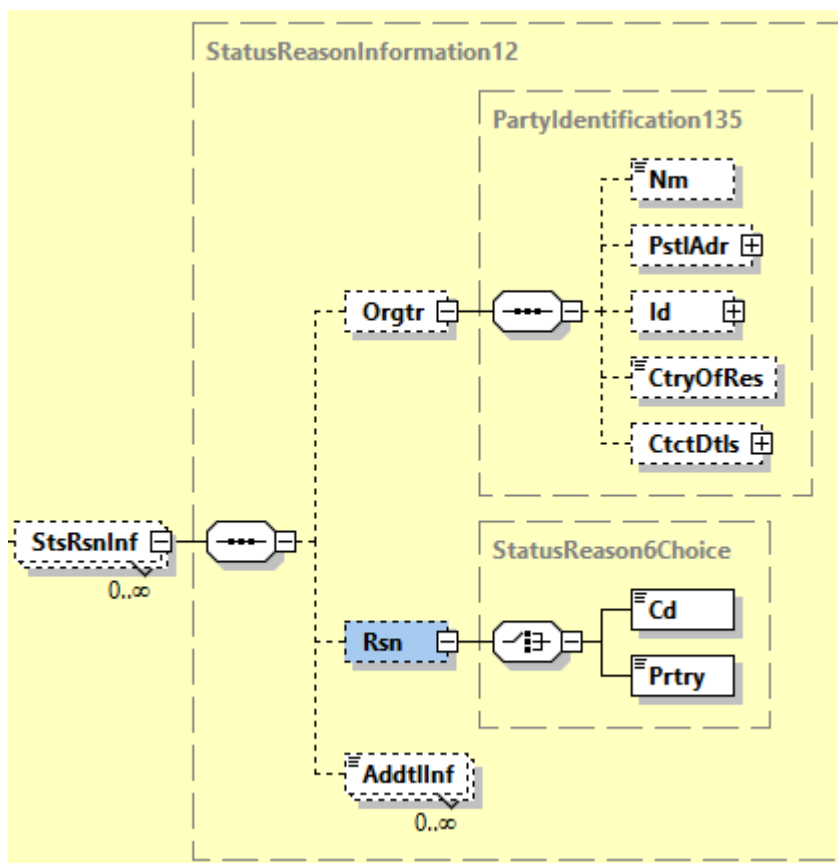 StatusReasonInformation12
PartyIdentification135
Nm
PstlAdr
Orgtr
Id
CtryOfRes
CtctDtls
StsRsnInf
0..∞
StatusReason6Choice
Cd
Rsn
Prtry
AddtlInf
0..∞